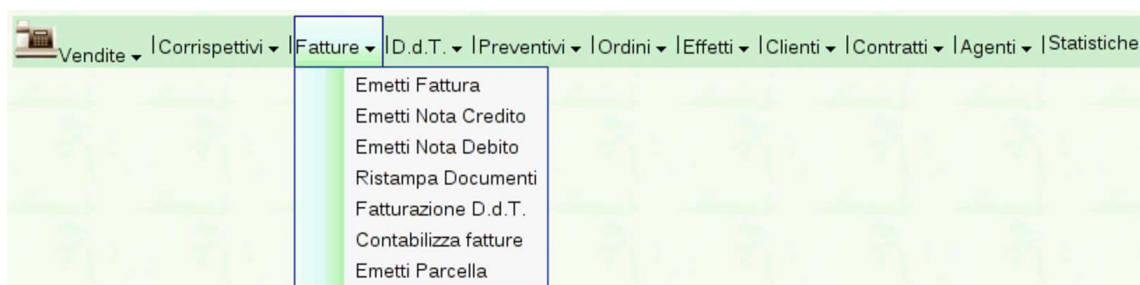 Vendite |Corrispettivi |Fatture |D.d.T. |Preventivi |Ordini |Effetti |Clienti |Contratti |Agenti |Statistiche
Emetti Fattura
Emetti Nota Credito
Emetti Nota Debito
Ristampa Documenti
Fatturazione D.d.T.
Contabilizza fatture
Emetti Parcella